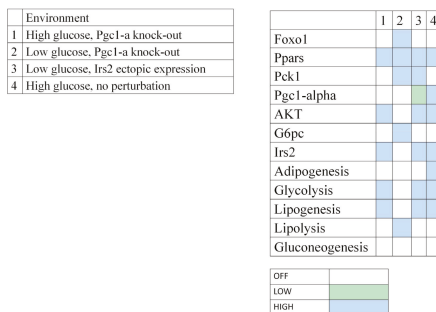 Environment
1 High glucose, Pgc1-a knock-out
2 Low glucose, Pgc1-a knock-out
3 Low glucose, Irs2 ectopic expression
4 High glucose, no perturbation
1 2 3 4
Foxo1
Ppars
Pck1
Pgc1-alpha
AKT
G6pc
Irs2
Adipogenesis
Glycolysis
Lipogenesis
Lipolysis
Gluconeogenesis
OFF
LOW
HIGH